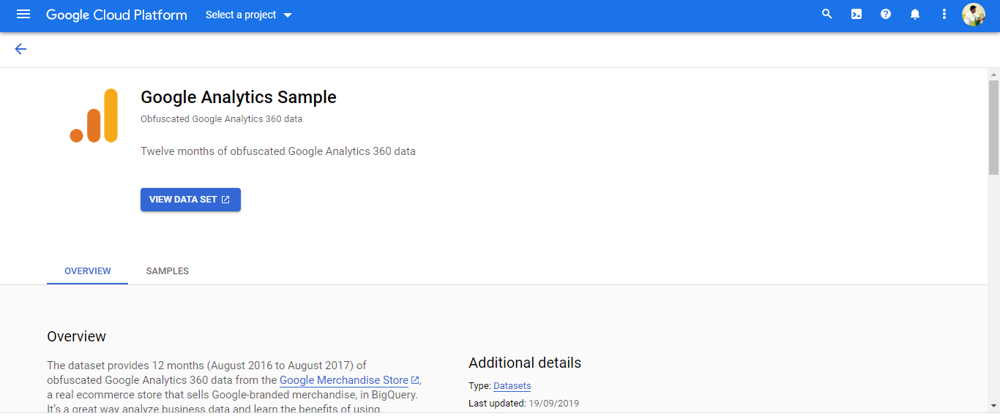 Google Cloud Platform Select a project
Google Analytics Sample
Obfuscated Google Analytics 360 data
Twelve months of obfuscated Google Analytics 360 data
VIEW DATA SET
OVERVIEW SAMPLES
Overview
The dataset provides 12 months (August 2016 to August 2017) of
obfuscated Google Analytics 360 data from the Google Merchandise Store ,
a real ecommerce store that sells Google-branded merchandise, in BigQuery.
It's a great way analyze business data and learn the benefits of using
Additional details
Type: Datasets
Last updated: 19/09/2019